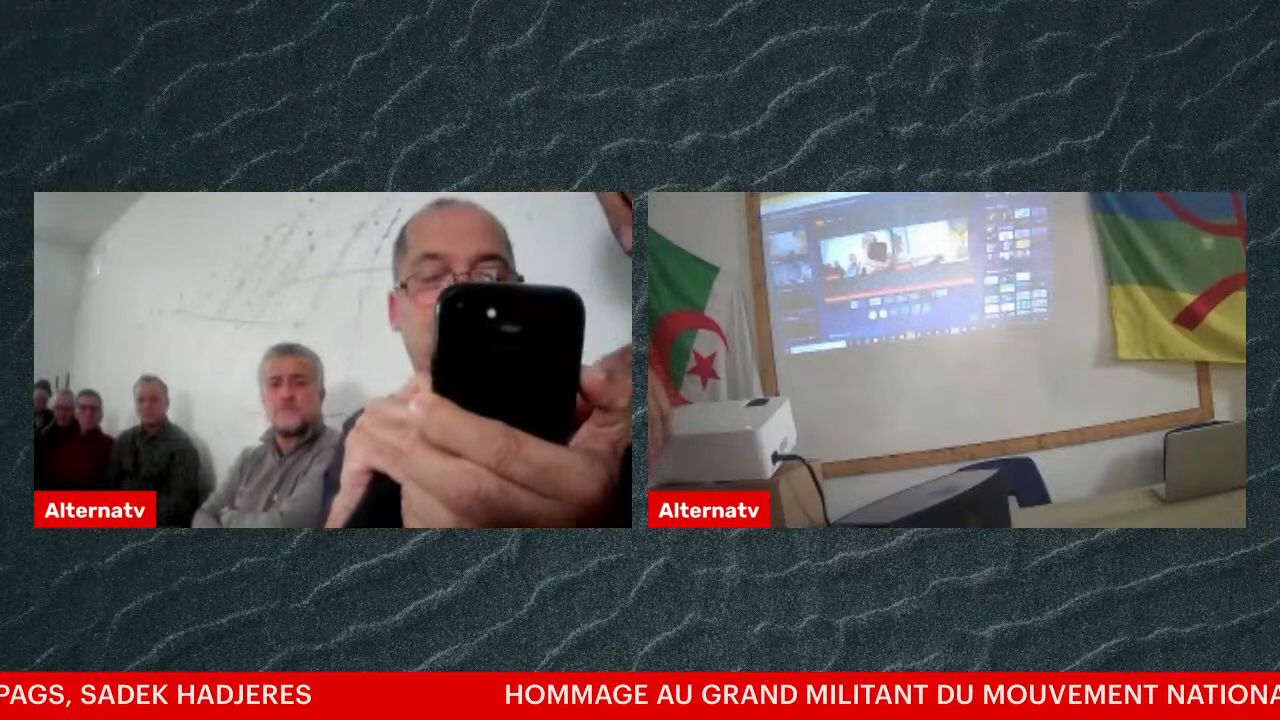 Alternatv
Alternatv
PAGS, SADEK HADJERES
HOMMAGE AU GRAND MILITANT DU MOUVEMENT NATIONA